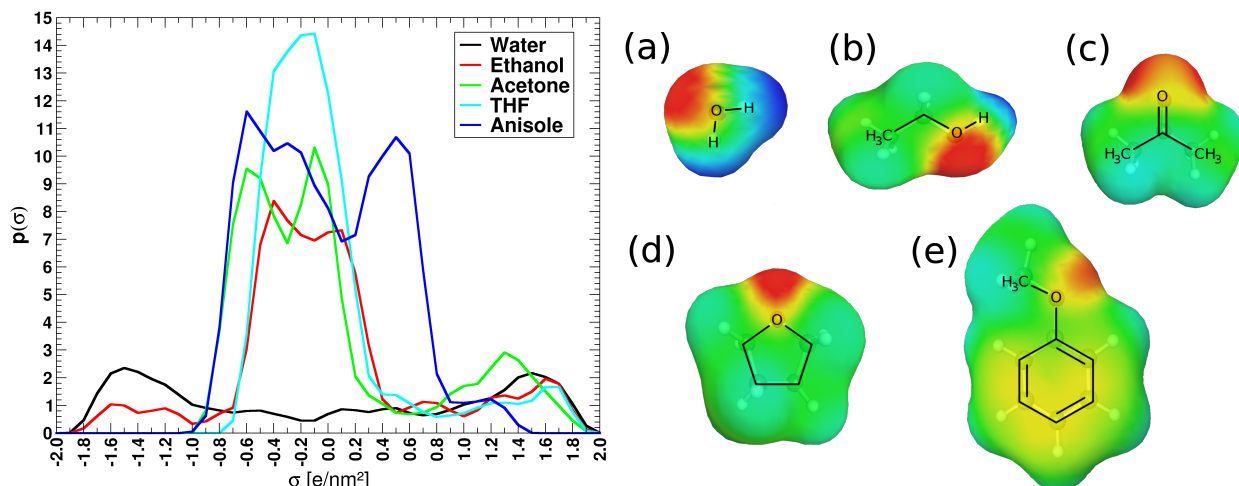 15
14
13
12
11
10
9
8
7
6
5
4
3
2
1
0
p(σ)
-2.0 -1.8 -1.6 -1.4 -1.2 -1.0 -0.8 -0.6 -0.4 -0.2 0.0 0.2 0.4 0.6 0.8 1.0 1.2 1.4 1.6 1.8 2.0
σ [e/nm²]
Water
Ethanol
Acetone
THF
Anisole
(a)
O H
H
(b)
H
H₃C O
(c)
O
H₃C CH₃
(d)
O
(e)
H₃C
O